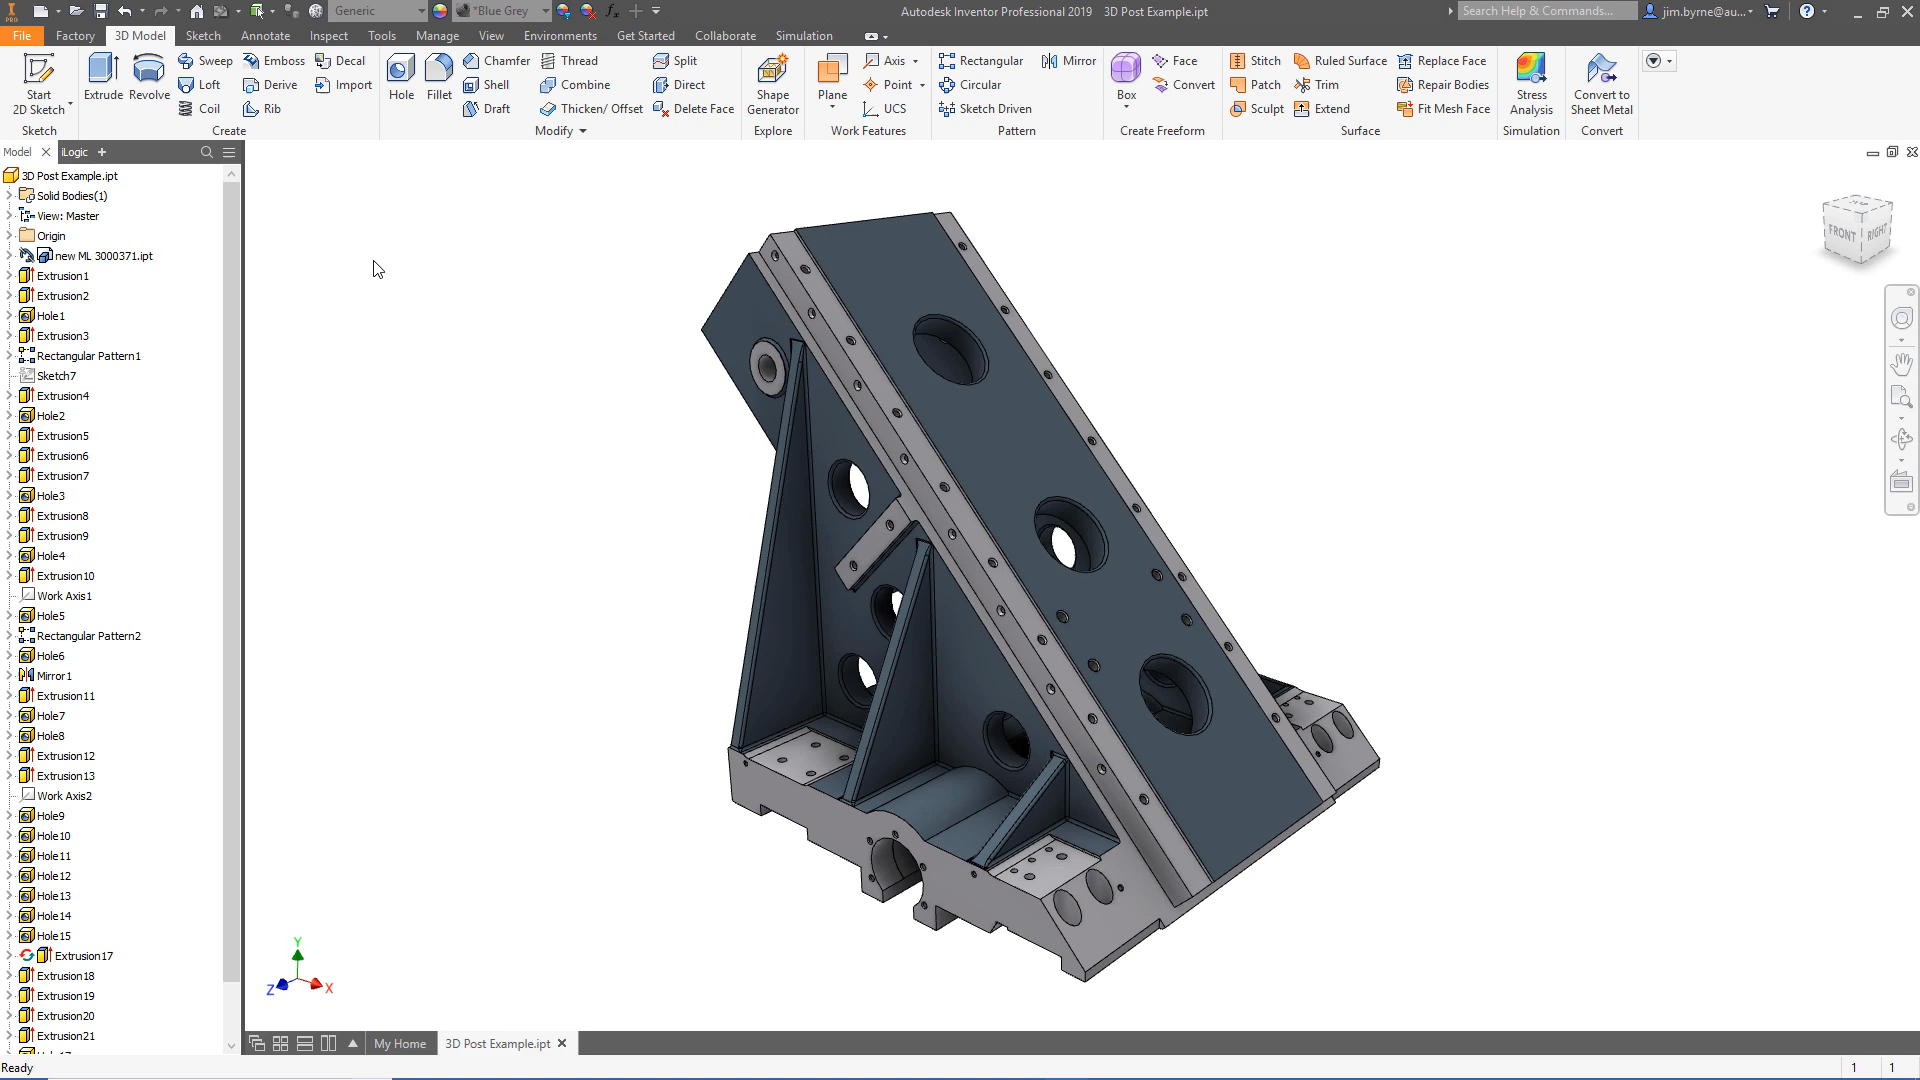 PRO
Generic
*Blue Grey
Autodesk Inventor Professional 2019   3D Post Example.ipt
Search Help & Commands...
jim.byrne@au...
File
Factory
3D Model
Sketch
Annotate
Inspect
Tools
Manage
View
Environments
Get Started
Collaborate
Simulation
Start
2D Sketch
Sketch
Extrude
Revolve
Sweep
Loft
Coil
Emboss
Derive
Rib
Decal
Import
Create
Hole
Fillet
Chamfer
Shell
Draft
Thread
Combine
Thicken/ Offset
Split
Direct
Delete Face
Modify
Shape
Generator
Explore
Plane
Axis
Point
UCS
Work Features
Rectangular
Circular
Sketch Driven
Mirror
Pattern
Box
Face
Convert
Create Freeform
Stitch
Patch
Sculpt
Ruled Surface
Trim
Extend
Replace Face
Repair Bodies
Fit Mesh Face
Surface
Stress
Analysis
Simulation
Convert to
Sheet Metal
Convert
Model
iLogic
3D Post Example.ipt
Solid Bodies(1)
View: Master
Origin
new ML 3000371.ipt
Extrusion1
Extrusion2
Hole1
Extrusion3
Rectangular Pattern1
Sketch7
Extrusion4
Hole2
Extrusion5
Extrusion6
Extrusion7
Hole3
Extrusion8
Extrusion9
Hole4
Extrusion10
Work Axis1
Hole5
Rectangular Pattern2
Hole6
Mirror1
Extrusion11
Hole7
Hole8
Extrusion12
Extrusion13
Work Axis2
Hole9
Hole10
Hole11
Hole12
Hole13
Hole14
Hole15
Extrusion17
Extrusion18
Extrusion19
Extrusion20
Extrusion21
FRONT
RIGHT
Y
Z
X
My Home
3D Post Example.ipt
Ready
1
1